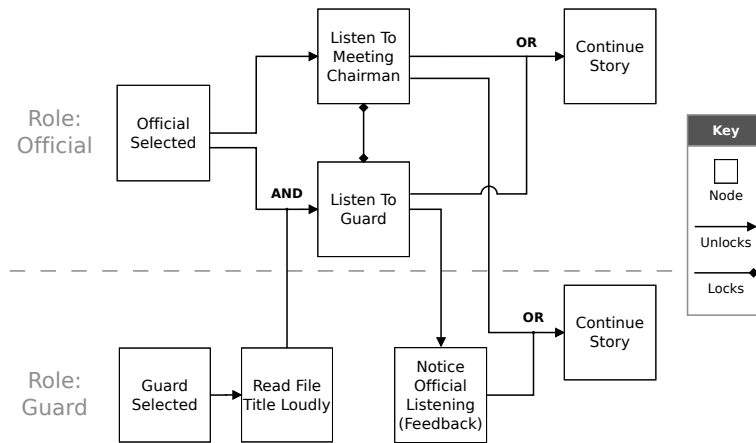 Role:
Official
Official
Selected
Listen To
Meeting
Chairman
OR
Continue
Story
AND
Listen To
Guard
Key
Node
Unlocks
Locks
Role:
Guard
Guard
Selected
Read File
Title Loudly
Notice
Official
Listening
(Feedback)
OR
Continue
Story